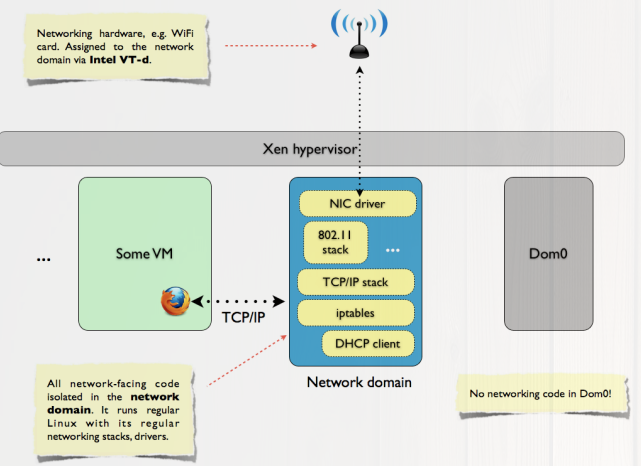 Networking hardware, e.g. WiFi
card. Assigned to the network
domain via Intel VT-d.
Xen hypervisor
...
Some VM
TCP/IP
NIC driver
802.11
stack
...
TCP/IP stack
iptables
DHCP client
Network domain
Dom0
All network-facing code
isolated in the network
domain. It runs regular
Linux with its regular
networking stacks, drivers.
No networking code in Dom0!